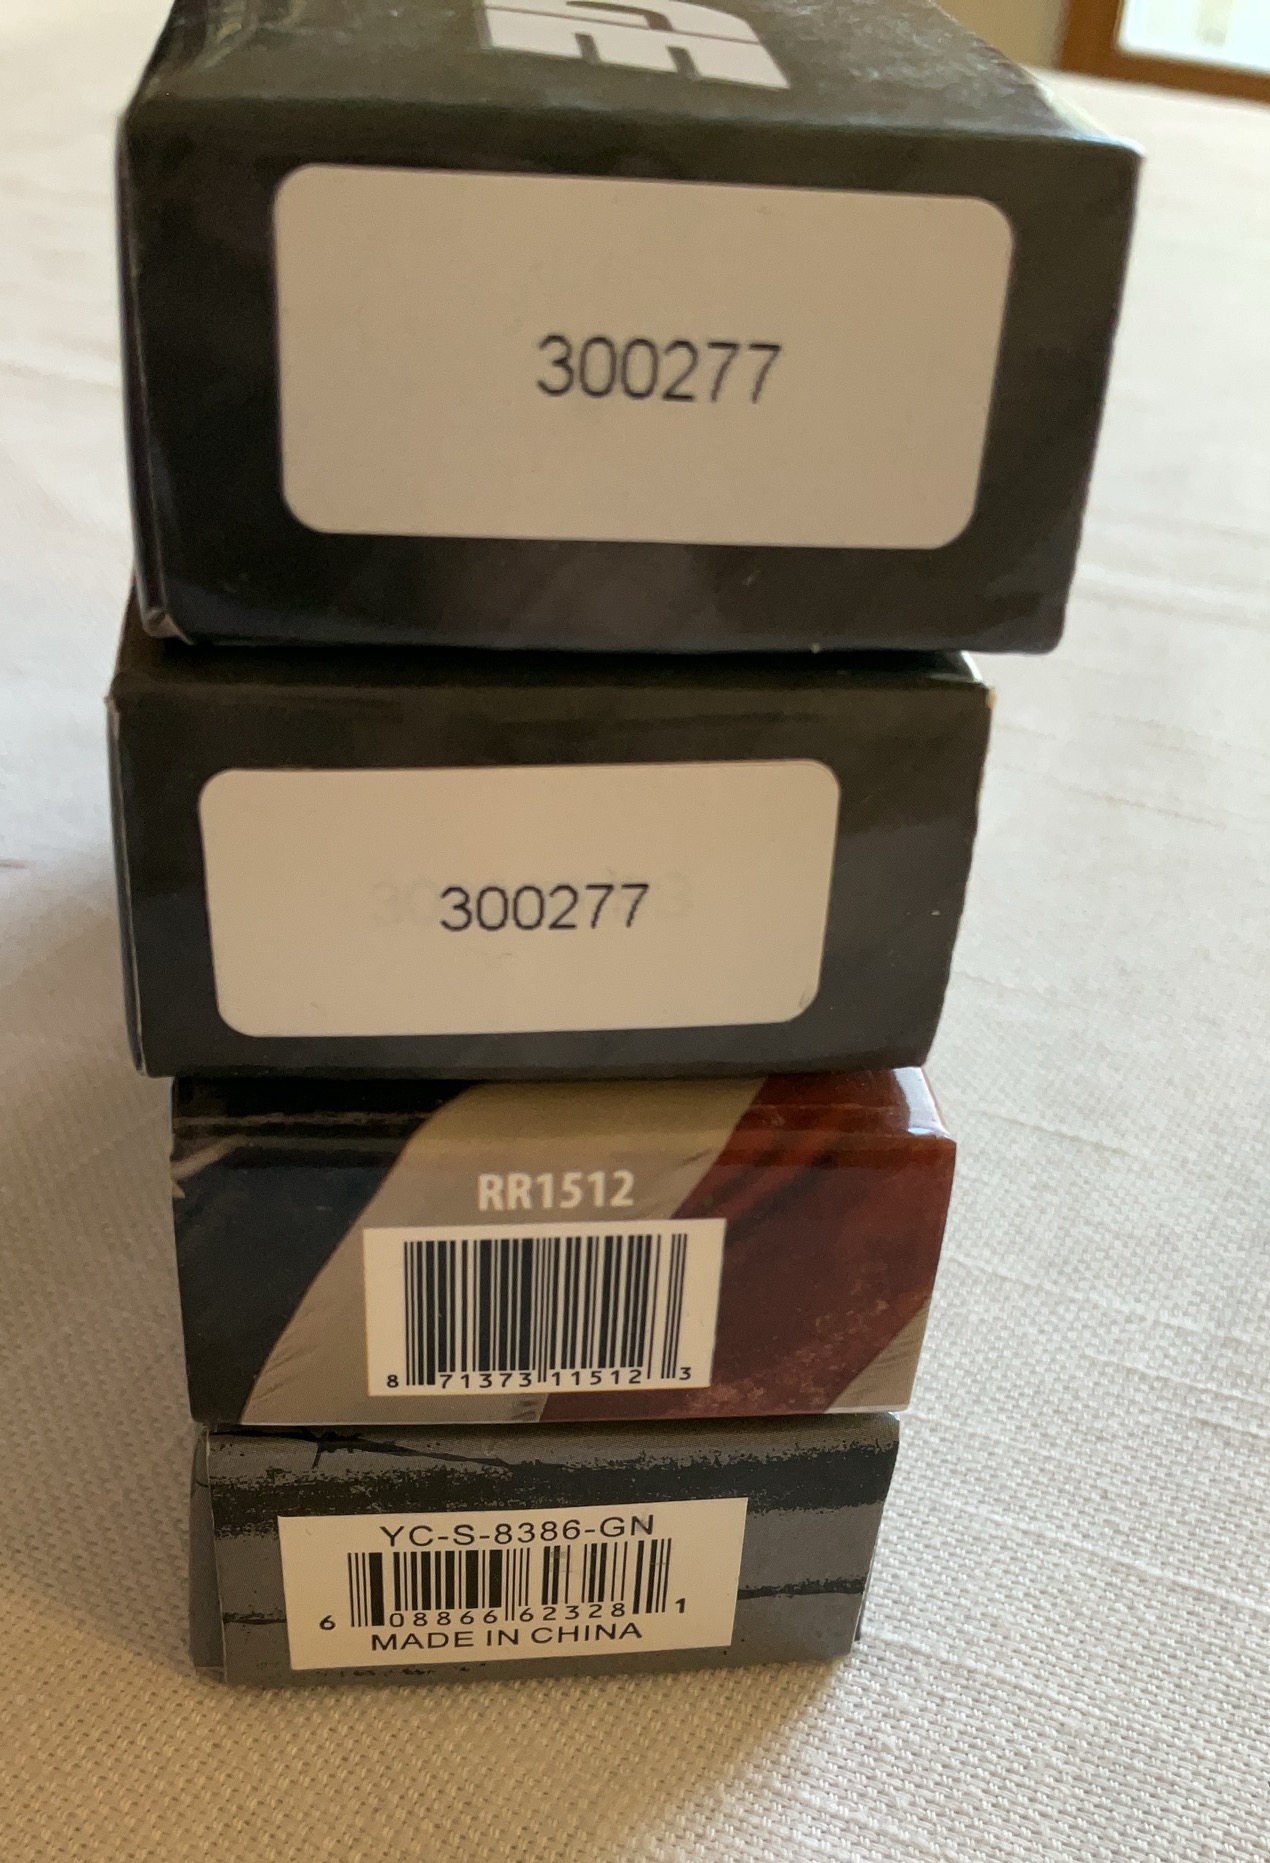 300277
300277
RR1512
8 71373 11512 3
YC-S-8386-GN
6 08866 62328 1
MADE IN CHINA